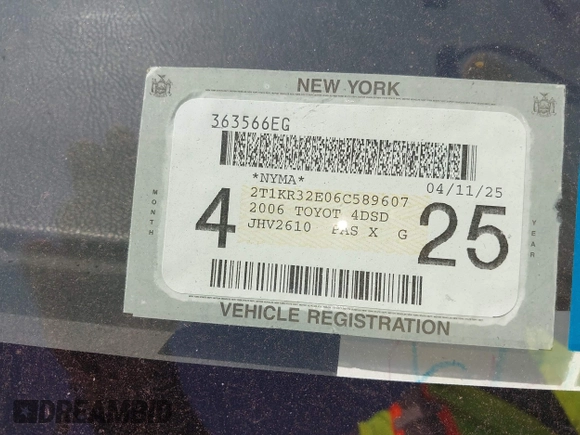 NEW YORK
363566EG
*NYMA* 04/11/25
2T1KR32E06C589607
2006 TOYOT 4DSD
JHV2610 PAS X G
MONTH 4 25 YEAR
VEHICLE REGISTRATION
DREAMBID